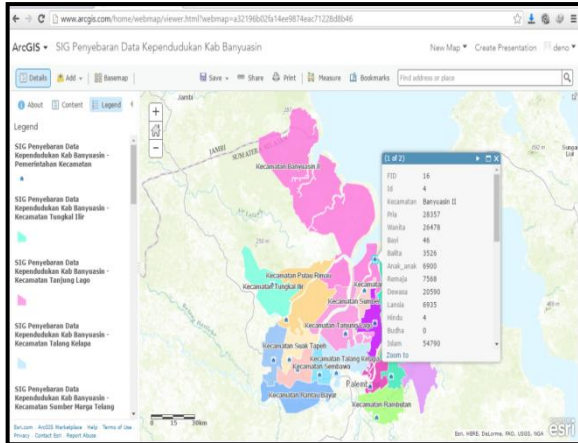 www.arcgis.com/home/webmap/viewer.html?webmap=a32196b02fa14ee9874eac71228d8b46
ArcGIS SIG Penyebaran Data Kependudukan Kab Banyuasin
New Map Create Presentation deno
Details Add Basemap Save Share Print Measure Bookmarks Find address or place
About Content Legend
Legend
SIG Penyebaran Data
Kependudukan Kab Banyuasin -
Pemerintahan Kecamatan
SIG Penyebaran Data
Kependudukan Kab Banyuasin -
Kecamatan Tungkal Ilir
SIG Penyebaran Data
Kependudukan Kab Banyuasin -
Kecamatan Tanjung Lago
SIG Penyebaran Data
Kependudukan Kab Banyuasin -
Kecamatan Talang Kelapa
SIG Penyebaran Data
Kependudukan Kab Banyuasin -
Kecamatan Sumber Marga Telang
Esri.com ArcGIS Marketplace Help Terms of Use
Privacy Contact Esri Report Abuse
Jambi
JAMBI
SUMATER
Kecamatan Banyuasin II
250 m
Kecamatan Pulau Rimau
Kecamatan Tungkal Ilir
Kecamatan Sumber
Kecamatan Tanjung Lago
Kecamatan Suak Tapeh
Kecamatan Talang Kelapa
Kecamatan Sembawa
Palemb
Kecamatan Rantau Bayur
Kecamatan Rambutan
0 15 30km
(1 of 2)
FID 16
Id 4
Kecamatan Banyuasin II
Pria 28357
Wanita 26478
Bayi 46
Balita 3526
Anak_anak 6900
Remaja 7568
Dewasa 20590
Lansia 6935
Hindu 4
Budha 0
Islam 54790
Zoom to
692 m
Esri, HERE, DeLorme, FAO, USGS, NGA
esri